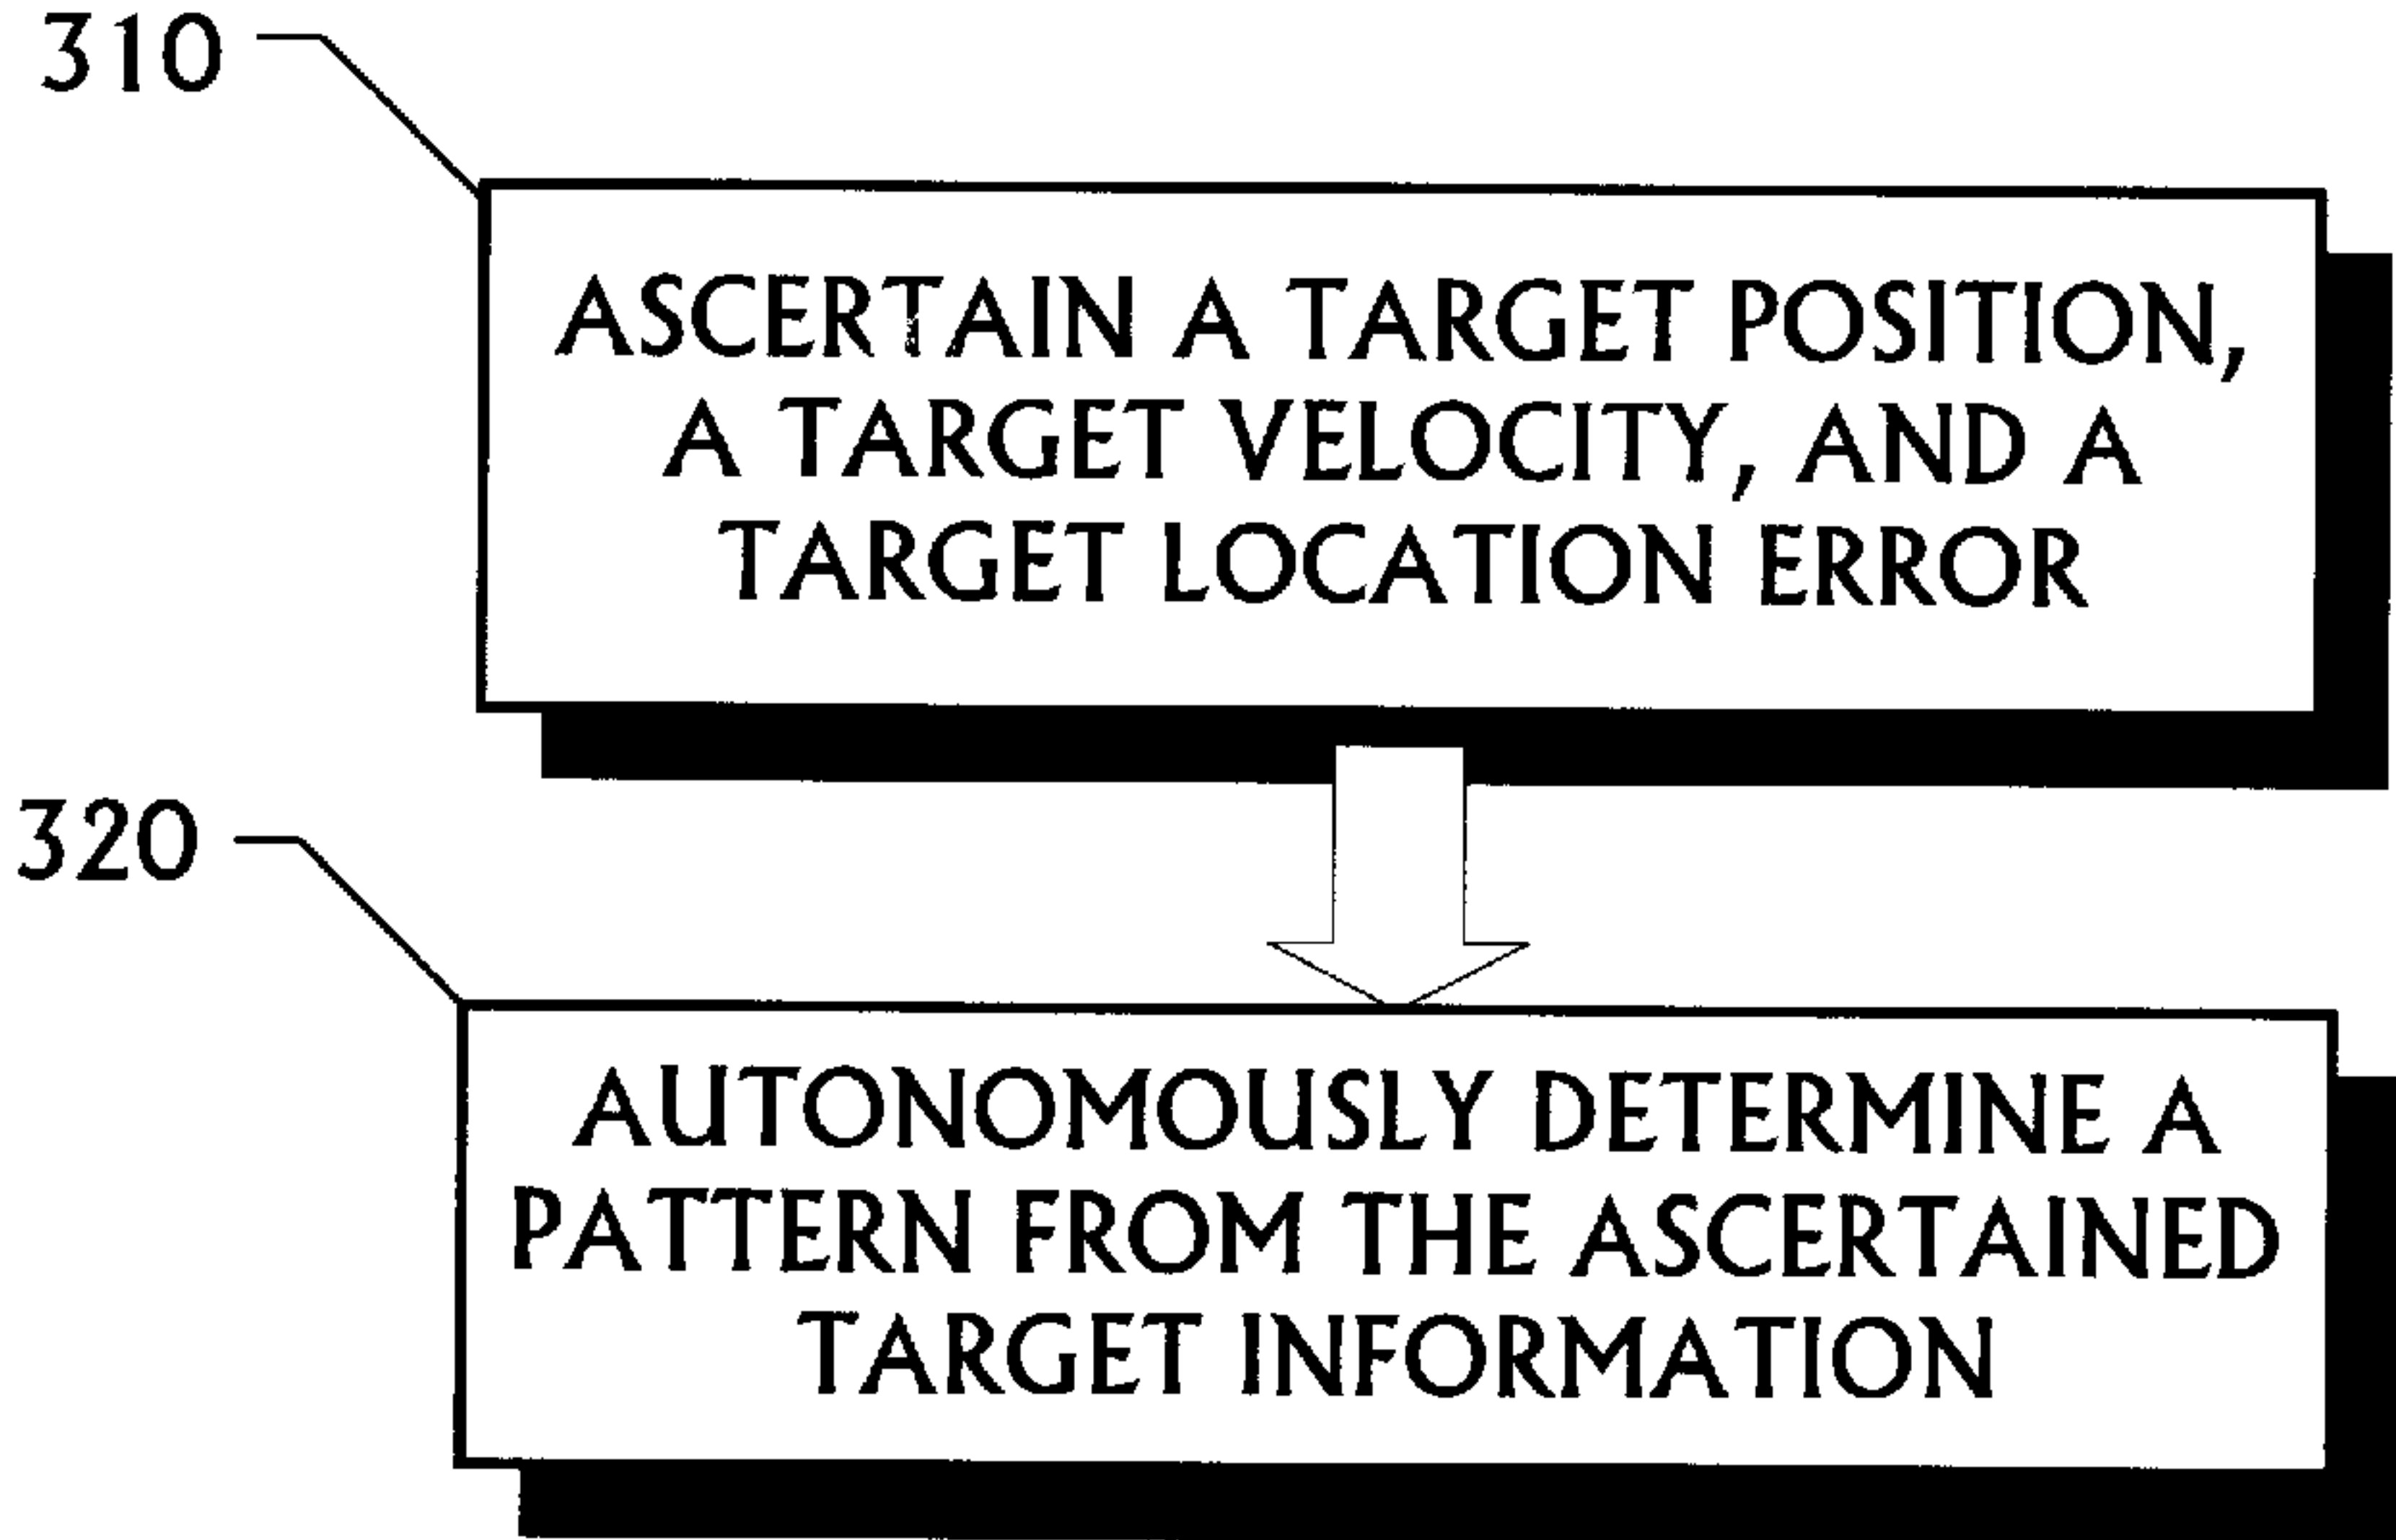 310
ASCERTAIN A TARGET POSITION,
A TARGET VELOCITY, AND A
TARGET LOCATION ERROR
320
AUTONOMOUSLY DETERMINE A
PATTERN FROM THE ASCERTAINED
TARGET INFORMATION